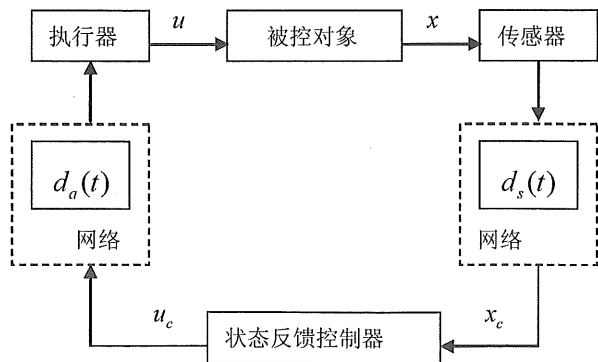 执行器
u
被控对象
x
传感器
d_a(t)
网络
d_s(t)
网络
u_c
状态反馈控制器
x_c